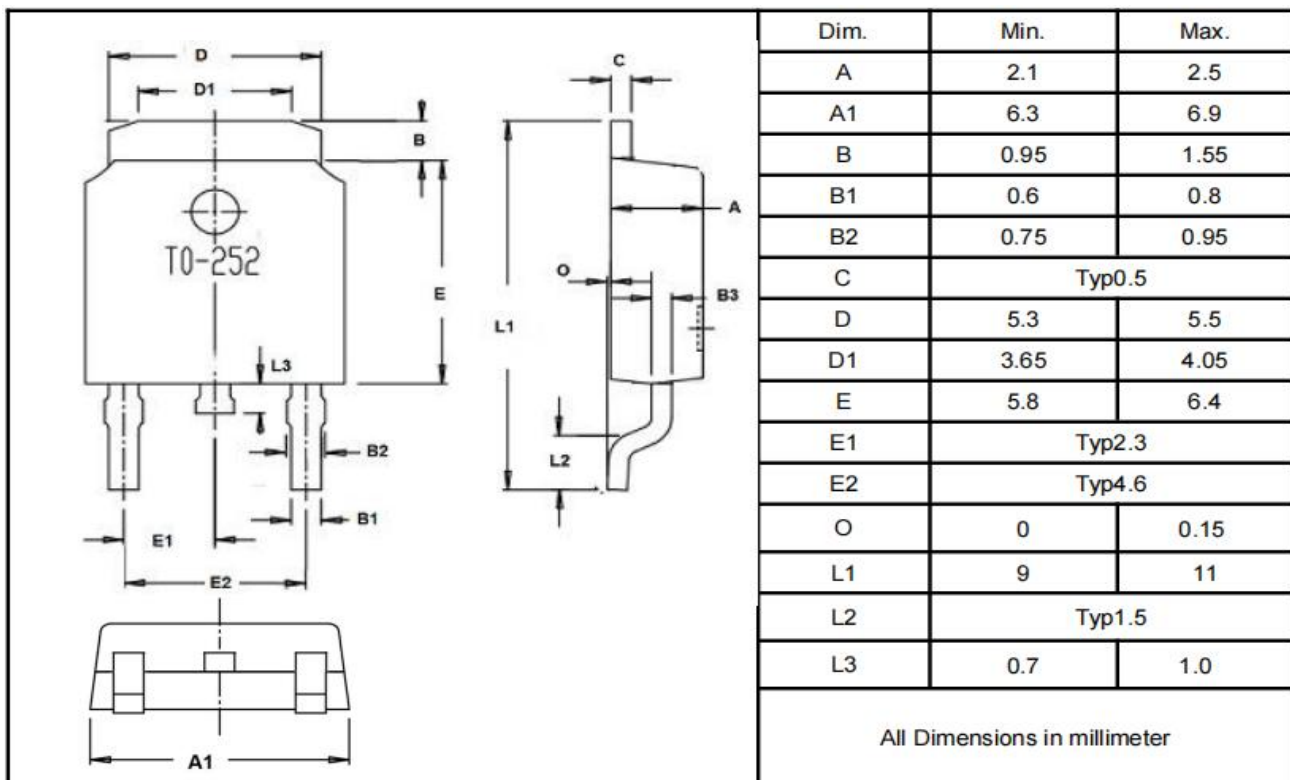 D
D1
B
TO-252
E
L3
B2
B1
E1
E2
A1
C
A
O
B3
L1
L2
Dim. Min. Max.
A 2.1 2.5
A1 6.3 6.9
B 0.95 1.55
B1 0.6 0.8
B2 0.75 0.95
C Typ0.5
D 5.3 5.5
D1 3.65 4.05
E 5.8 6.4
E1 Typ2.3
E2 Typ4.6
O 0 0.15
L1 9 11
L2 Typ1.5
L3 0.7 1.0
All Dimensions in millimeter